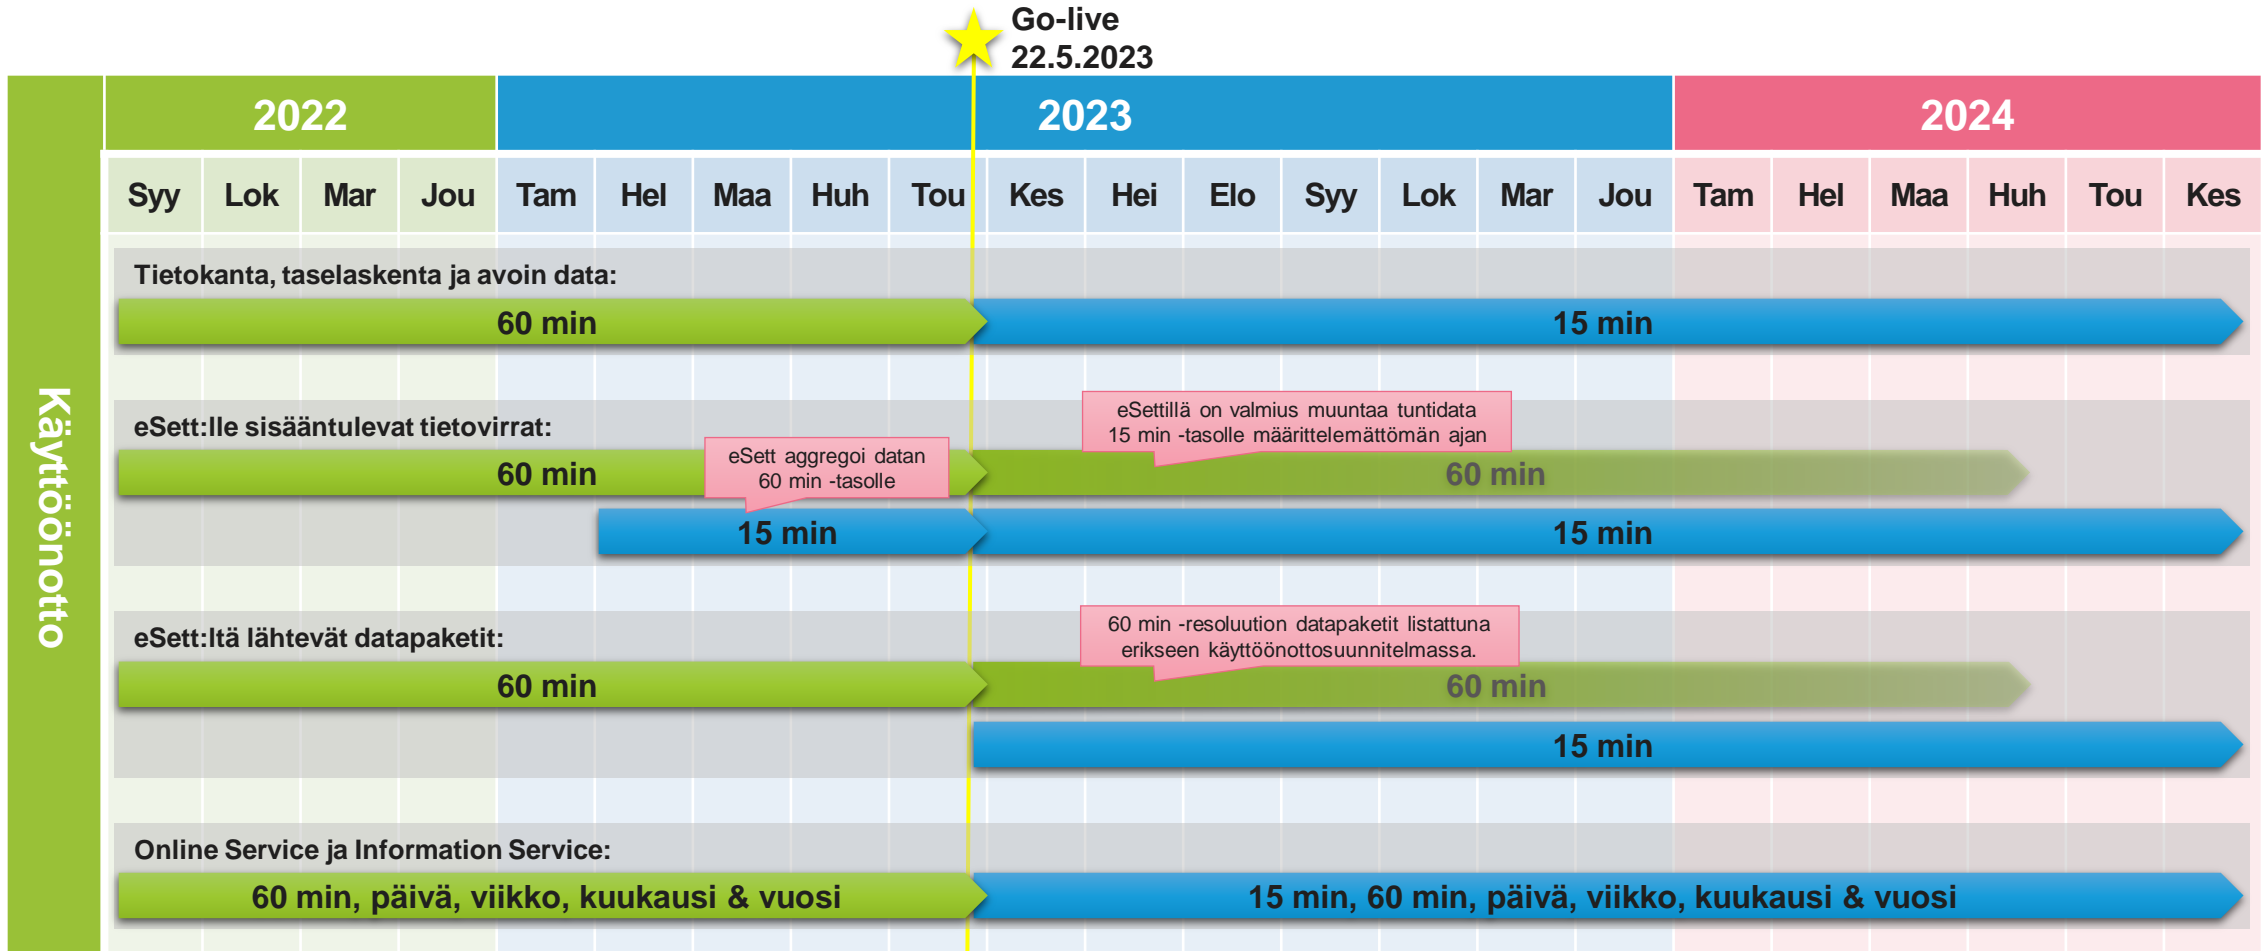 Go-live
22.5.2023
2022
2023
2024
Syy Lok Mar Jou Tam Hel Maa Huh Tou Kes Hei Elo Syy Lok Mar Jou Tam Hel Maa Huh Tou Kes
Käyttöönotto
Tietokanta, taselaskenta ja avoin data:
60 min
15 min
eSett:lle sisääntulevat tietovirrat:
eSettillä on valmius muuntaa tuntidata
15 min -tasolle määrittelemättömän ajan
eSett aggregoi datan
60 min -tasolle
60 min
60 min
15 min
15 min
eSett:ltä lähtevät datapaketit:
60 min -resoluution datapaketit listattuna
erikseen käyttöönottosuunnitelmassa.
60 min
60 min
15 min
Online Service ja Information Service:
60 min, päivä, viikko, kuukausi & vuosi
15 min, 60 min, päivä, viikko, kuukausi & vuosi